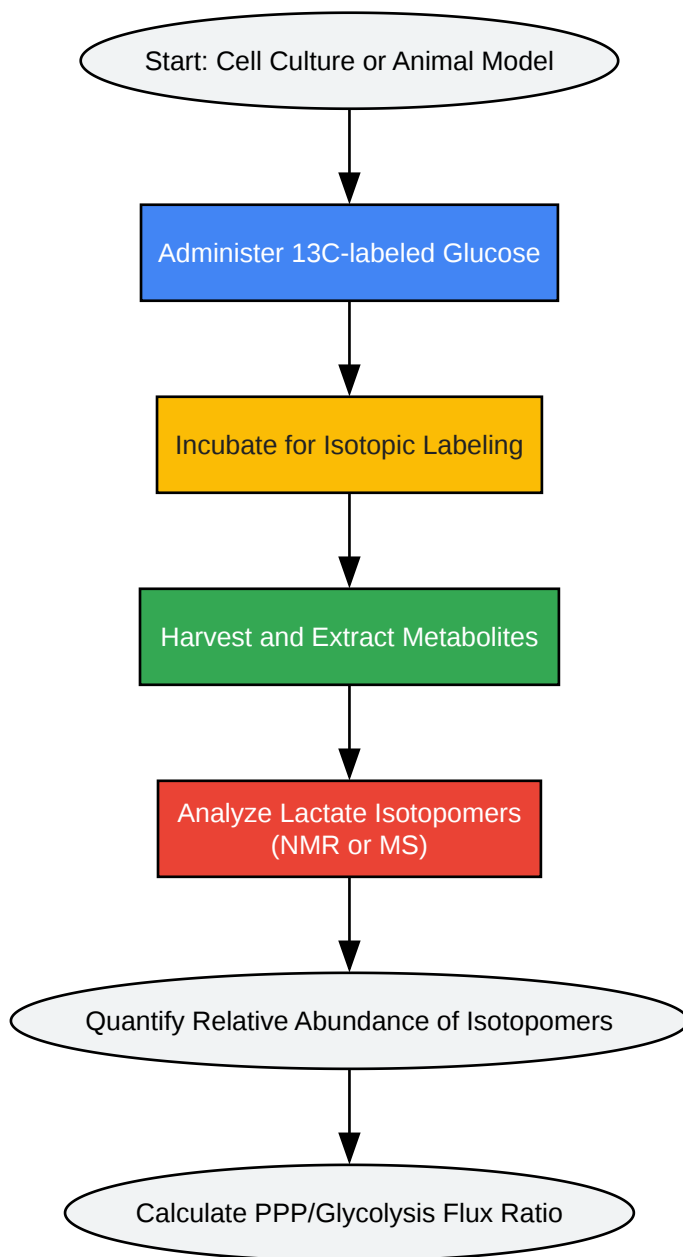 Start: Cell Culture or Animal Model
Administer 13C-labeled Glucose
Incubate for Isotopic Labeling
Harvest and Extract Metabolites
Analyze Lactate Isotopomers
(NMR or MS)
Quantify Relative Abundance of Isotopomers
Calculate PPP/Glycolysis Flux Ratio